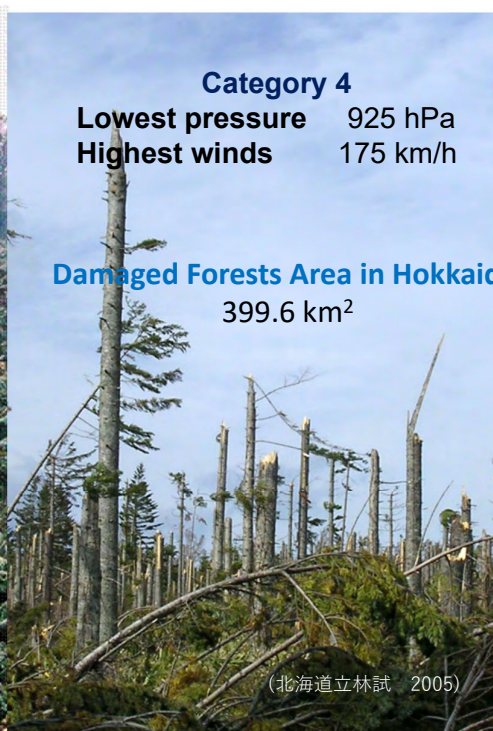 Category 4
Lowest pressure 925 hPa
Highest winds 175 km/h
Damaged Forests Area in Hokkaid
399.6 km²
(北海道立林試 2005)